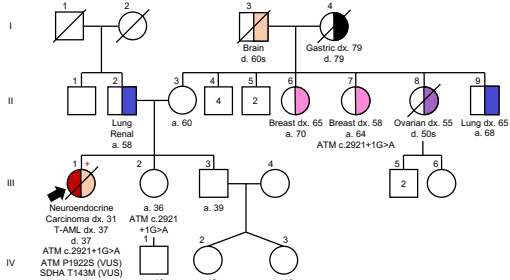 I
1
2
3
4
Brain
d. 60s
Gastric dx. 79
d. 79
II
1
2
3
4
5
6
7
8
9
4
2
Lung
Renal
a. 58
a. 60
Breast dx. 65
a. 70
Breast dx. 58
a. 64
ATM c.2921+1G>A
Ovarian dx. 55
d. 50s
Lung dx. 65
a. 68
III
1
+
2
3
4
5
6
2
Neuroendocrine
Carcinoma dx. 31
T-AML dx. 37
d. 37
ATM c.2921+1G>A
ATM P1922S (VUS)
SDHA T143M (VUS)
a. 36
ATM c.2921
+1G>A
a. 39
IV
1
2
3